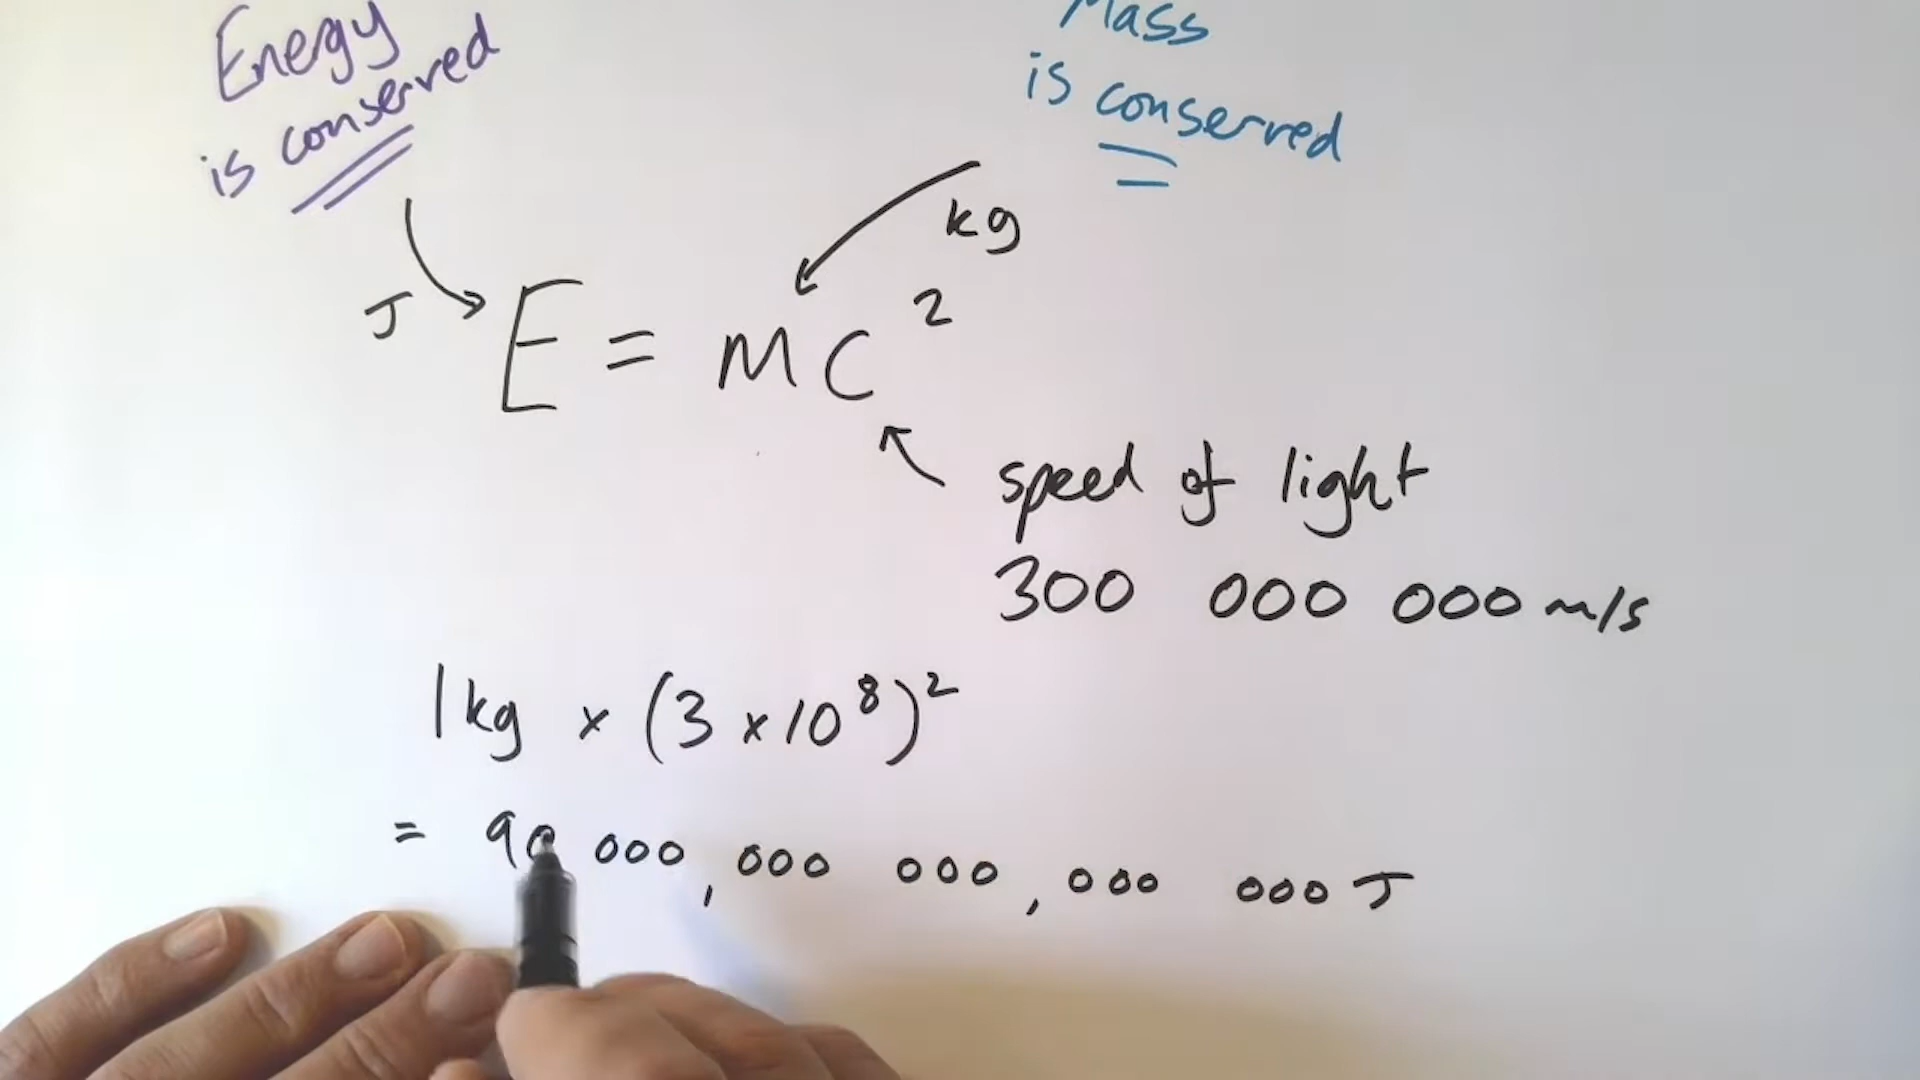 Energy
is conserved
Mass
is conserved
kg
J
E = MC²
speed of light
300 000 000 m/s
1kg × (3 × 10⁸)²
= 90 000, 000 000, 000 000 J